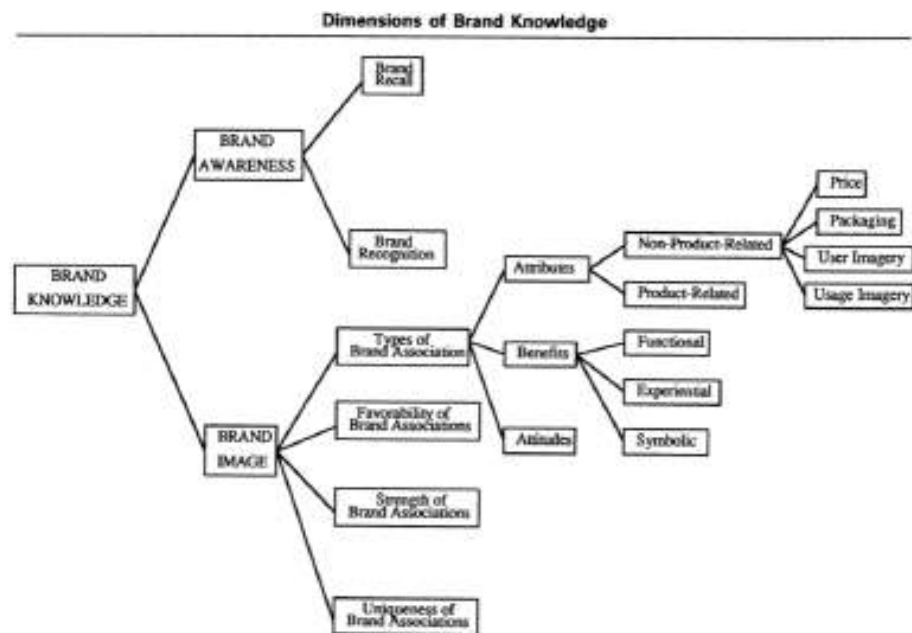 Dimensions of Brand Knowledge
Brand
Recall
BRAND
AWARENESS
Brand
Recognition
BRAND
KNOWLEDGE
Price
Packaging
Non-Product-Related
User Imagery
Attributes
Product-Related
Usage Imagery
Types of
Brand Association
Benefits
Functional
Experiential
Favorability of
Brand Associations
BRAND
IMAGE
Attitudes
Symbolic
Strength of
Brand Associations
Uniqueness of
Brand Associations